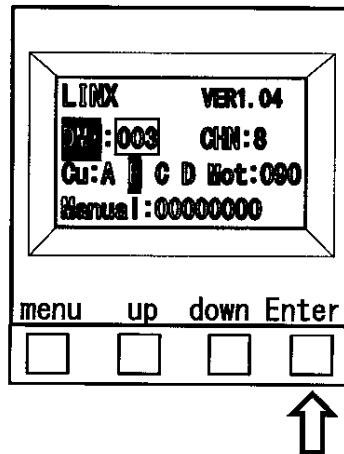 LINX VER1.04
:003 CHN:8
Cu:A C D Mot:090
Manual:00000000
menu up down Enter